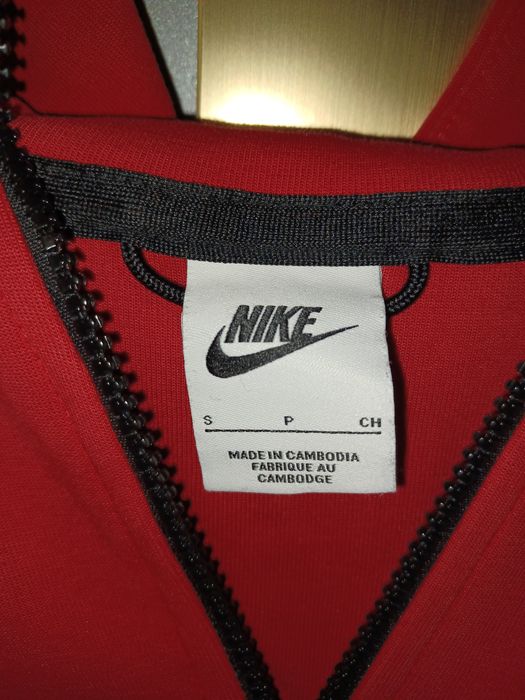 NIKE
S P CH
MADE IN CAMBODIA
FABRIQUE AU
CAMBODGE